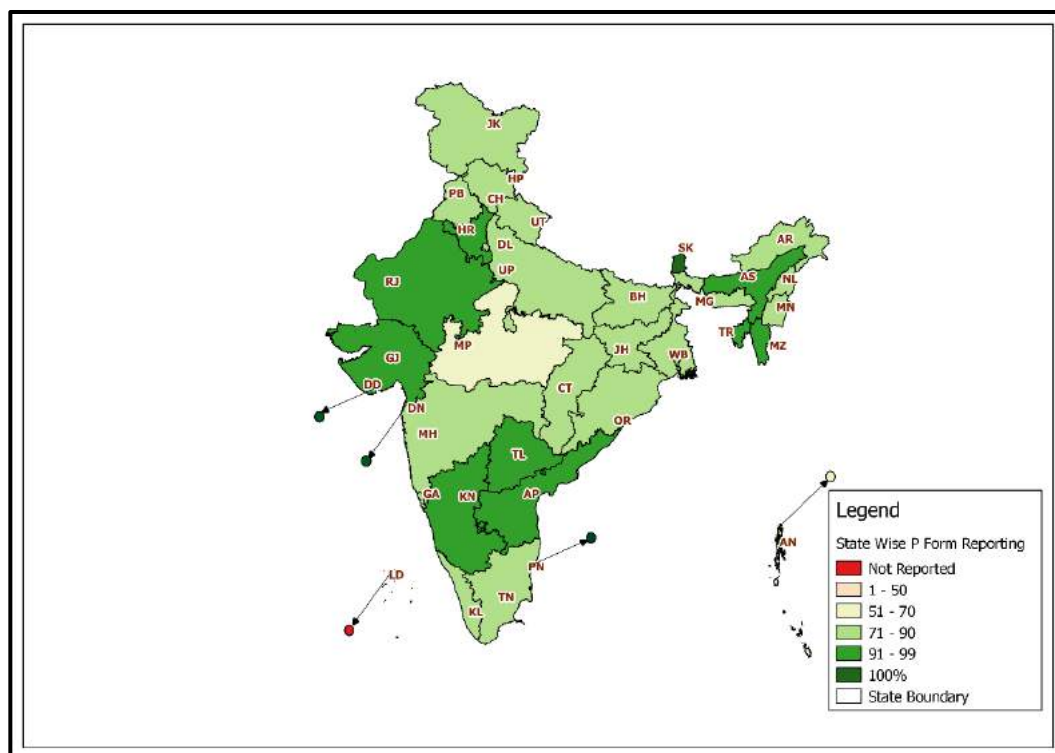 JK
HP
PB
CH
UT
HR
DL
SK
AR
UP
AS
RJ
NL
BH
MG
MN
TR
MP
MZ
GJ
JH
WB
DD
CT
DN
OR
MH
TL
GA
KN
AP
AN
PN
LD
TN
KL
Legend
State Wise P Form Reporting
Not Reported
1 - 50
51 - 70
71 - 90
91 - 99
100%
State Boundary